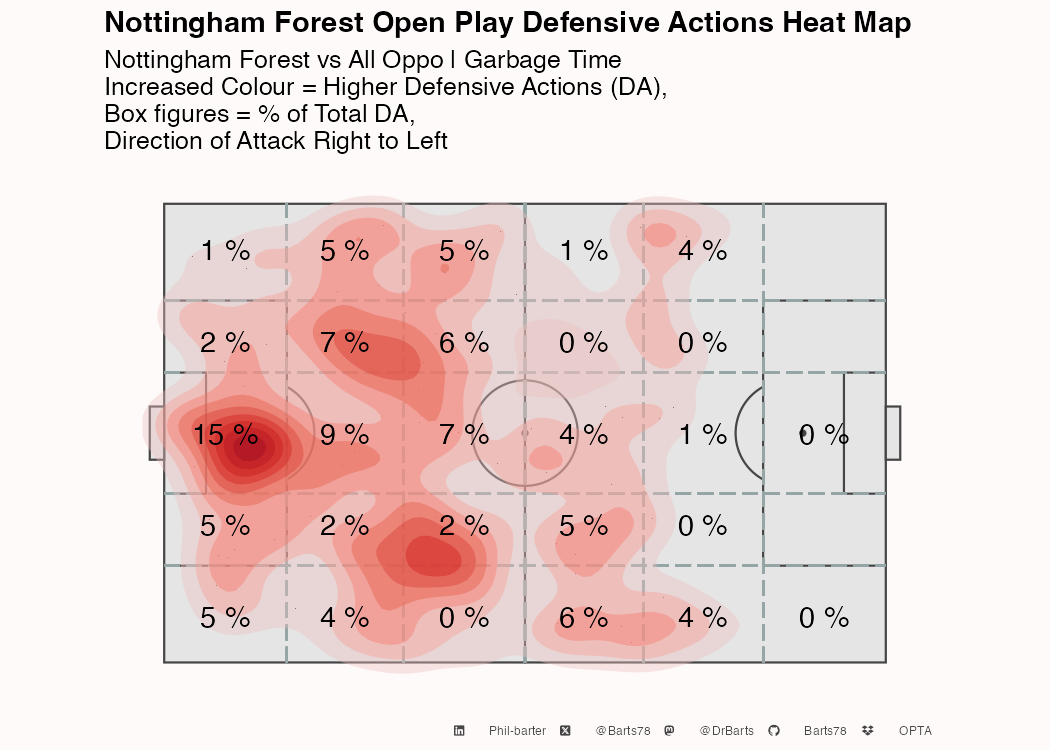 Nottingham Forest Open Play Defensive Actions Heat Map
Nottingham Forest vs All Oppo | Garbage Time
Increased Colour = Higher Defensive Actions (DA),
Box figures = % of Total DA,
Direction of Attack Right to Left
1 % 5 % 5 % 1 % 4 %
2 % 7 % 6 % 0 % 0 %
15 % 9 % 7 % 4 % 1 % 0 %
5 % 2 % 2 % 5 % 0 %
5 % 4 % 0 % 6 % 4 % 0 %
Phil-barter @Barts78 @DrBarts Barts78 OPTA